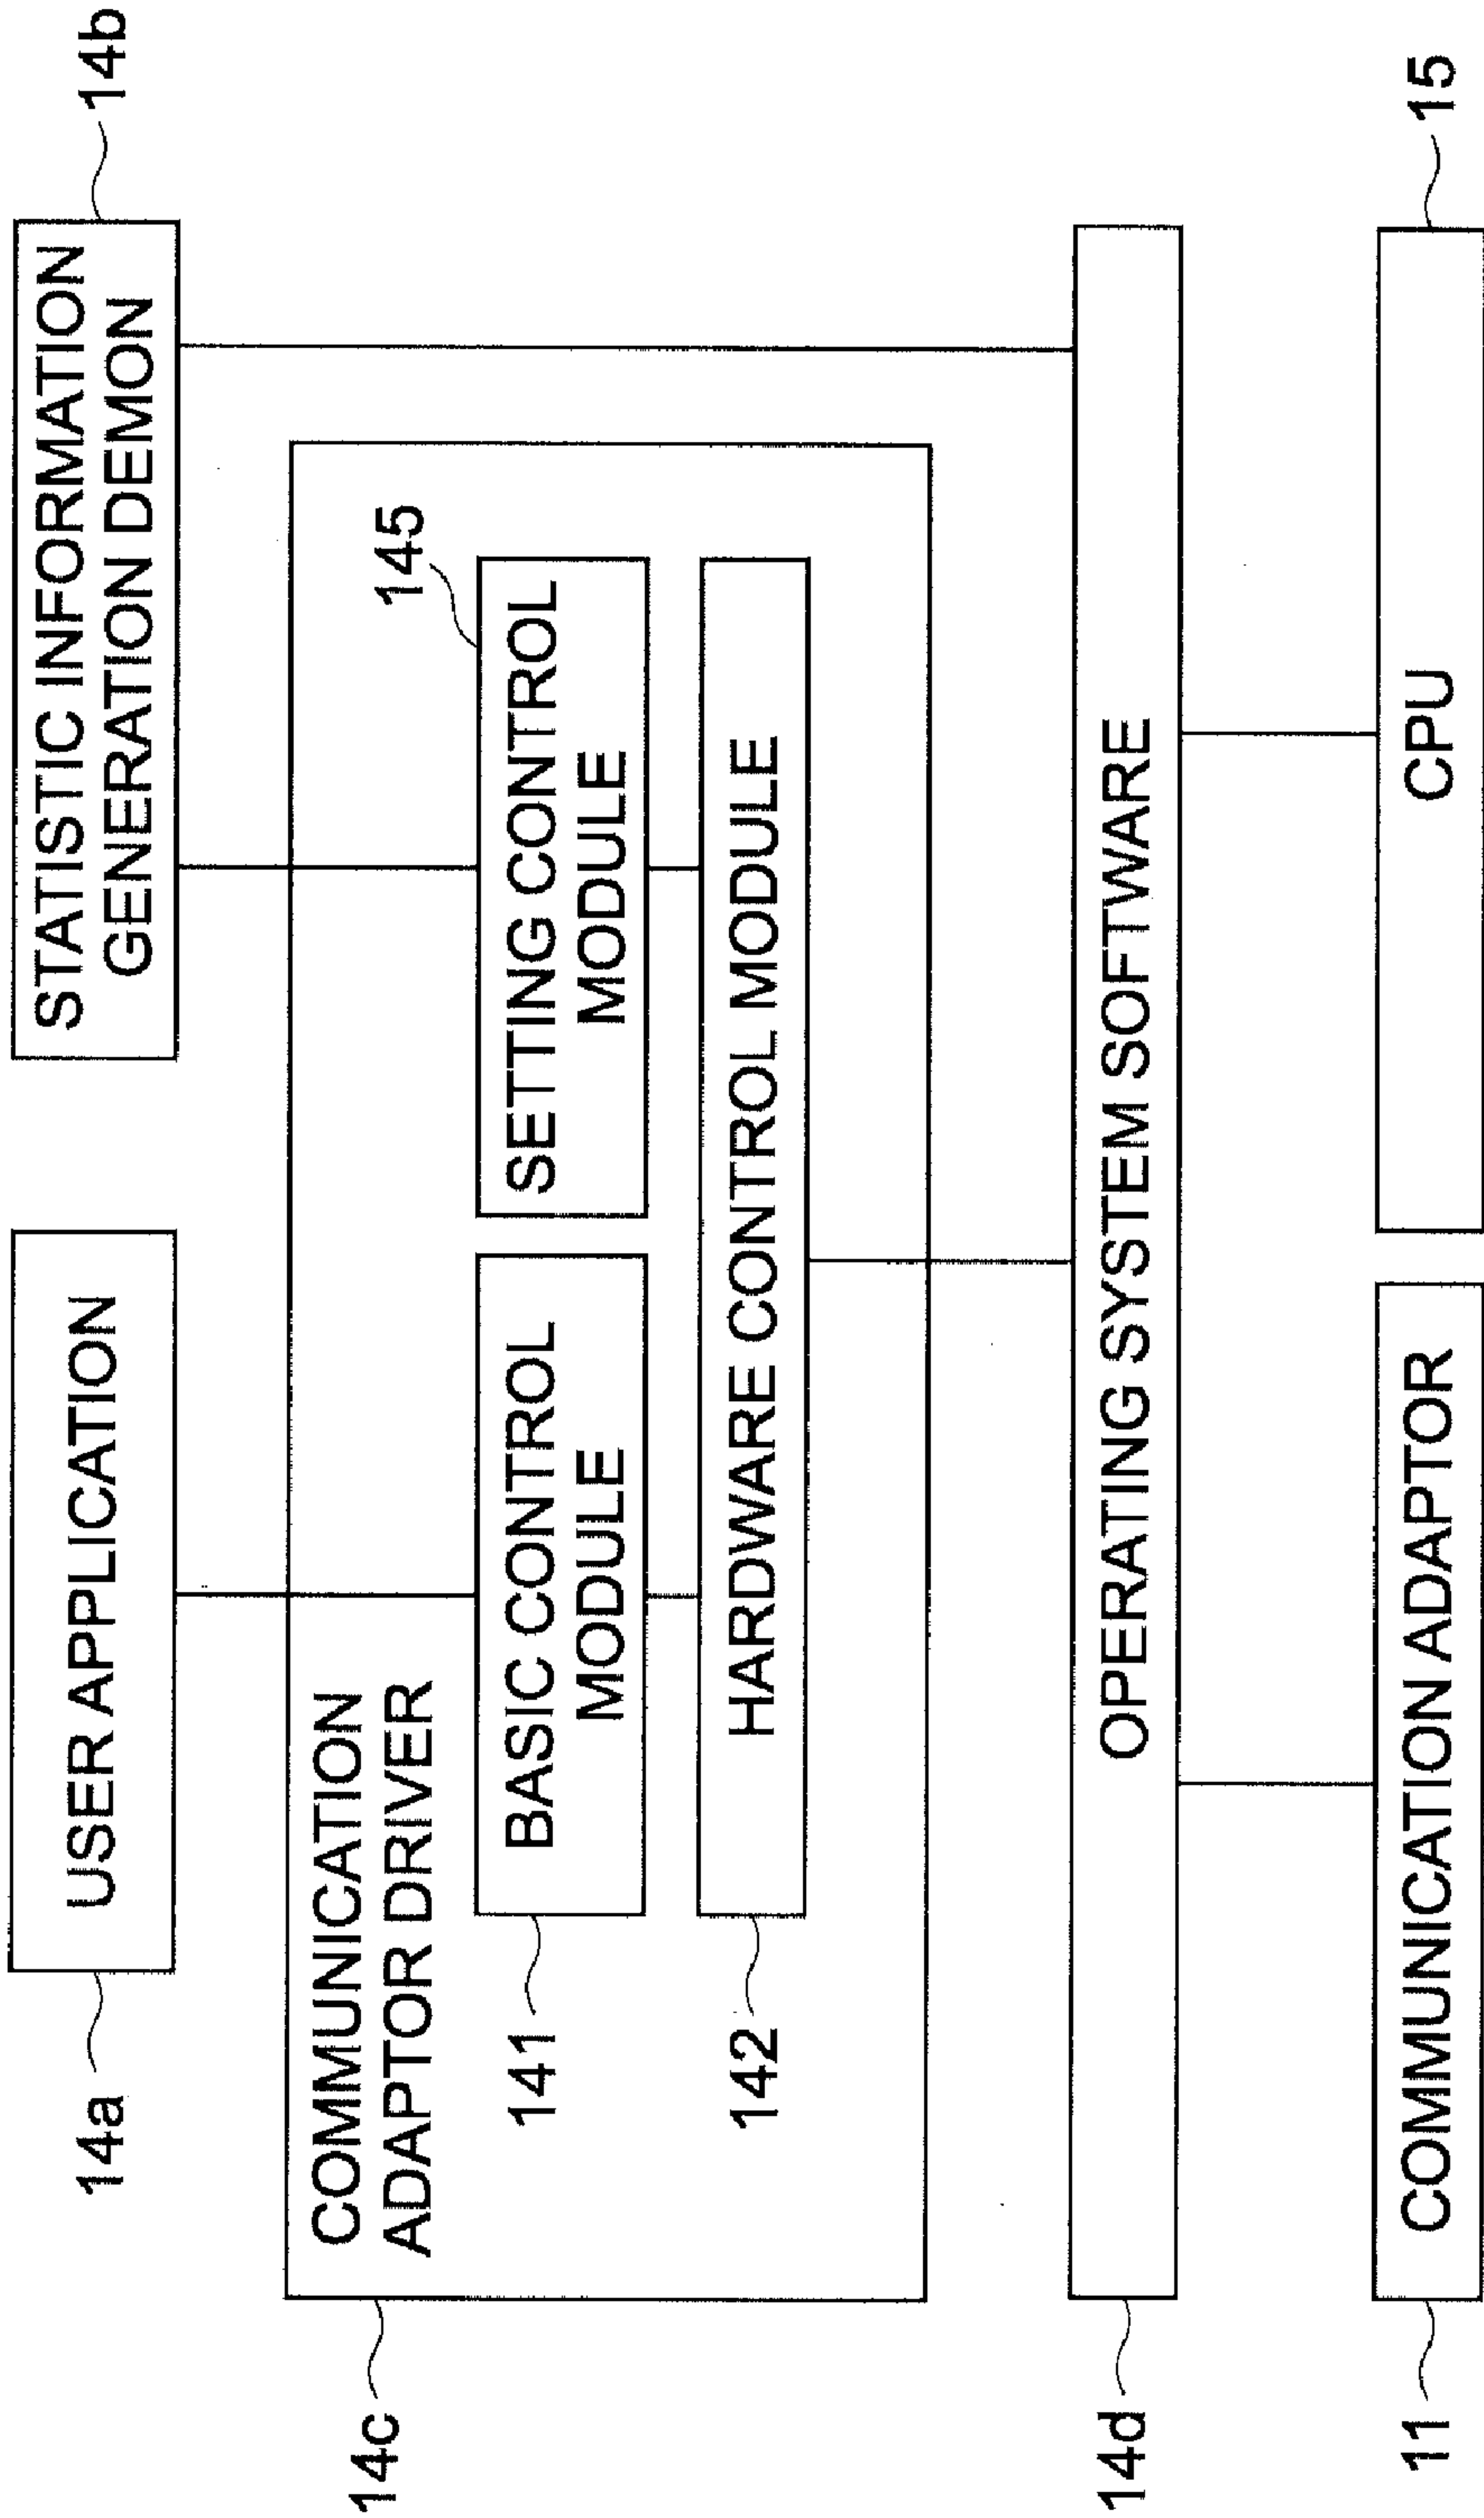 14a
USER APPLICATION
STATISTIC INFORMATION
GENERATION DEMON
14b
14c
COMMUNICATION
ADAPTOR DRIVER
145
141
BASIC CONTROL
MODULE
SETTING CONTROL
MODULE
142
HARDWARE CONTROL MODULE
14d
OPERATING SYSTEM SOFTWARE
11
COMMUNICATION ADAPTOR
CPU
15